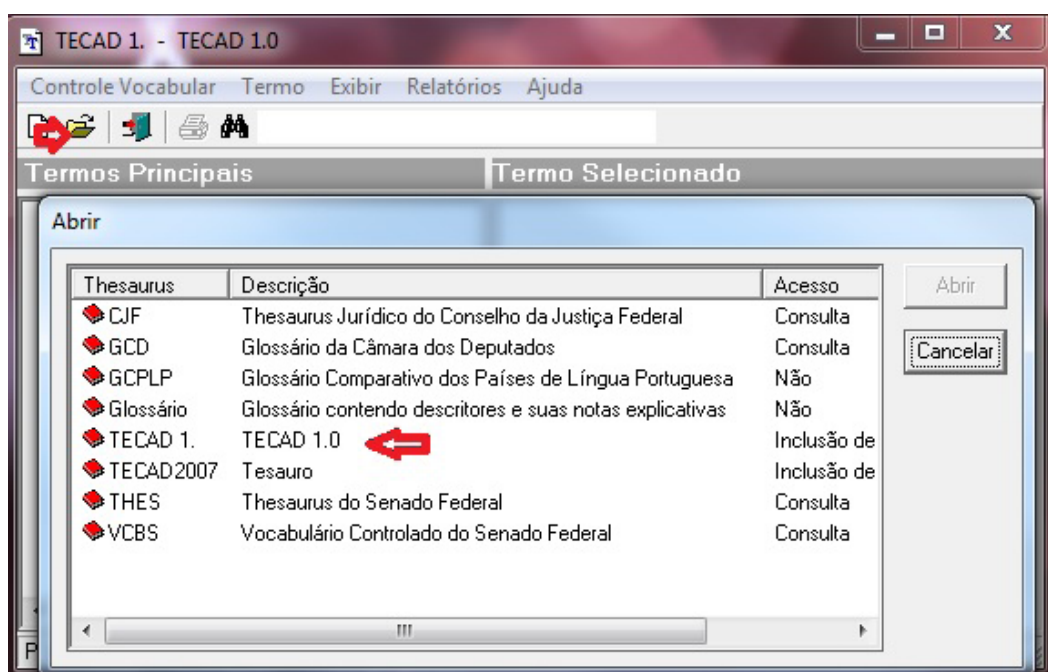 TECAD 1. - TECAD 1.0
Controle Vocabular Termo Exibir Relatórios Ajuda
Termos Principais Termo Selecionado
Abrir
Thesaurus Descrição Acesso Abrir
CJF Thesaurus Jurídico do Conselho da Justiça Federal Consulta
GCD Glossário da Câmara dos Deputados Consulta Cancelar
GCPLP Glossário Comparativo dos Países de Língua Portuguesa Não
Glossário Glossário contendo descritores e suas notas explicativas Não
TECAD 1. TECAD 1.0 Inclusão de
TECAD2007 Tesauro Inclusão de
THES Thesaurus do Senado Federal Consulta
VCBS Vocabulário Controlado do Senado Federal Consulta
P